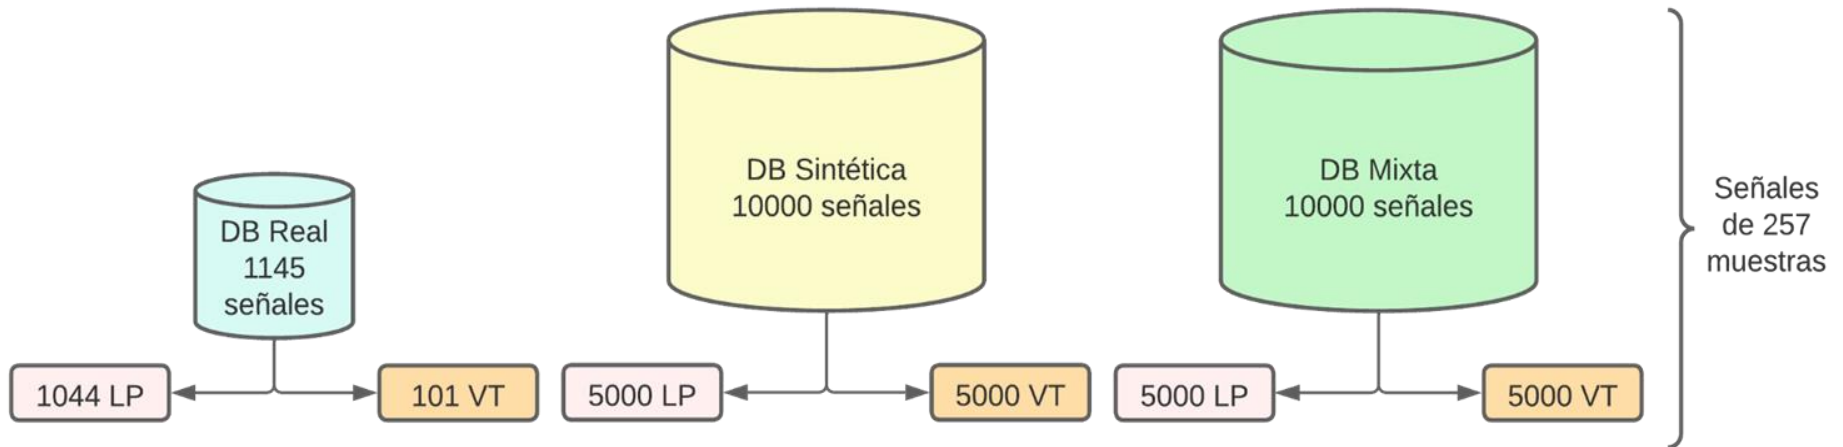 DB Real
1145
señales
1044 LP
101 VT
DB Sintética
10000 señales
5000 LP
5000 VT
DB Mixta
10000 señales
5000 LP
5000 VT
Señales
de 257
muestras